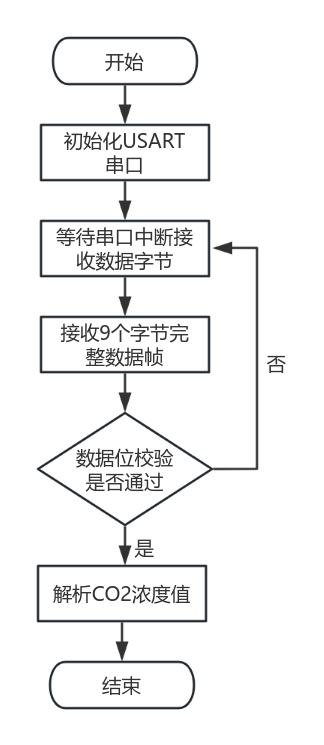 开始
初始化USART
串口
等待串口中断接
收数据字节
接收9个字节完
整数据帧
否
数据位校验
是否通过
是
解析CO2浓度值
结束